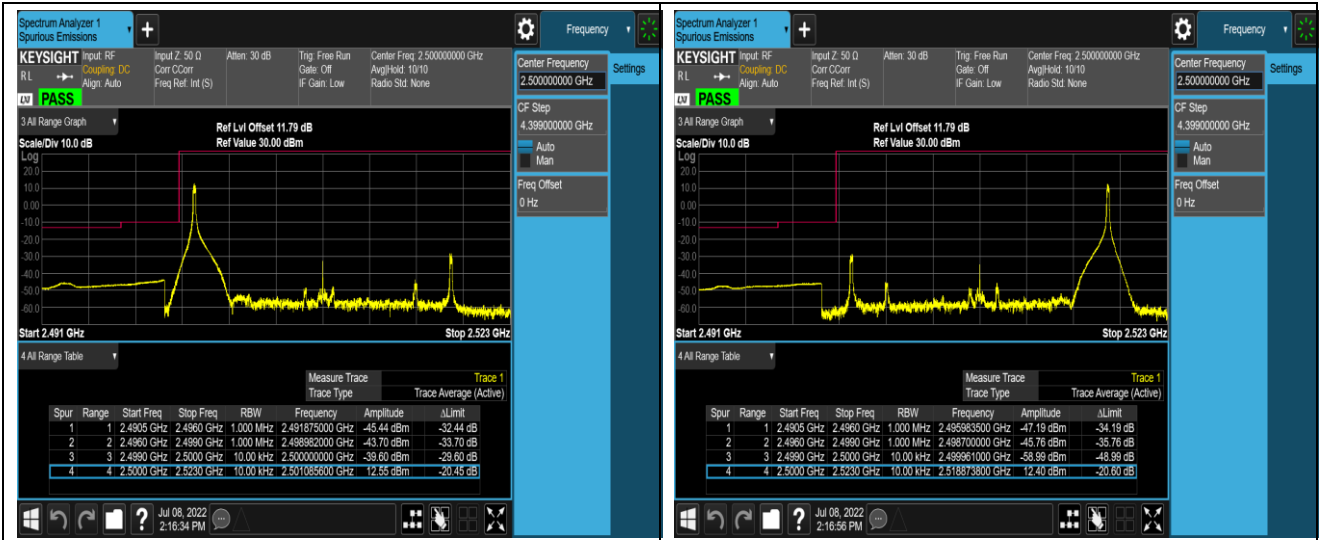 Spectrum Analyzer 1
Spurious Emissions
+
Frequency
KEYSIGHT Input: RF Input Z: 50 Ω Atten: 30 dB Trig: Free Run Center Freq: 2.500000000 GHz
Coupling: DC Corr CCorr Gate: Off Avg|Hold: 10/10
R L Align: Auto Freq Ref: Int (S) IF Gain: Low Radio Std: None
LXI PASS
Center Frequency
2.500000000 GHz
Settings
CF Step
4.399000000 GHz
Auto
Man
Freq Offset
0 Hz
3 All Range Graph
Ref Lvl Offset 11.79 dB
Scale/Div 10.0 dB Ref Value 30.00 dBm
Log
20.0
10.0
0.00
-10.0
-20.0
-30.0
-40.0
-50.0
-60.0
Start 2.491 GHz Stop 2.523 GHz
4 All Range Table
Measure Trace Trace 1
Trace Type Trace Average (Active)
Spur Range Start Freq Stop Freq RBW Frequency Amplitude ΔLimit
1 1 2.4905 GHz 2.4960 GHz 1.000 MHz 2.491875000 GHz -45.44 dBm -32.44 dB
2 2 2.4960 GHz 2.4990 GHz 1.000 MHz 2.498982000 GHz -43.70 dBm -33.70 dB
3 3 2.4990 GHz 2.5000 GHz 10.00 kHz 2.500000000 GHz -39.60 dBm -29.60 dB
4 4 2.5000 GHz 2.5230 GHz 10.00 kHz 2.501085600 GHz 12.55 dBm -20.45 dB
?
Jul 08, 2022
2:16:34 PM
Spectrum Analyzer 1
Spurious Emissions
+
Frequency
KEYSIGHT Input: RF Input Z: 50 Ω Atten: 30 dB Trig: Free Run Center Freq: 2.500000000 GHz
Coupling: DC Corr CCorr Gate: Off Avg|Hold: 10/10
R L Align: Auto Freq Ref: Int (S) IF Gain: Low Radio Std: None
LXI PASS
Center Frequency
2.500000000 GHz
Settings
CF Step
4.399000000 GHz
Auto
Man
Freq Offset
0 Hz
3 All Range Graph
Ref Lvl Offset 11.79 dB
Scale/Div 10.0 dB Ref Value 30.00 dBm
Log
20.0
10.0
0.00
-10.0
-20.0
-30.0
-40.0
-50.0
-60.0
Start 2.491 GHz Stop 2.523 GHz
4 All Range Table
Measure Trace Trace 1
Trace Type Trace Average (Active)
Spur Range Start Freq Stop Freq RBW Frequency Amplitude ΔLimit
1 1 2.4905 GHz 2.4960 GHz 1.000 MHz 2.495983500 GHz -47.19 dBm -34.19 dB
2 2 2.4960 GHz 2.4990 GHz 1.000 MHz 2.498700000 GHz -45.76 dBm -35.76 dB
3 3 2.4990 GHz 2.5000 GHz 10.00 kHz 2.499961000 GHz -58.99 dBm -48.99 dB
4 4 2.5000 GHz 2.5230 GHz 10.00 kHz 2.518873800 GHz 12.40 dBm -20.60 dB
?
Jul 08, 2022
2:16:56 PM